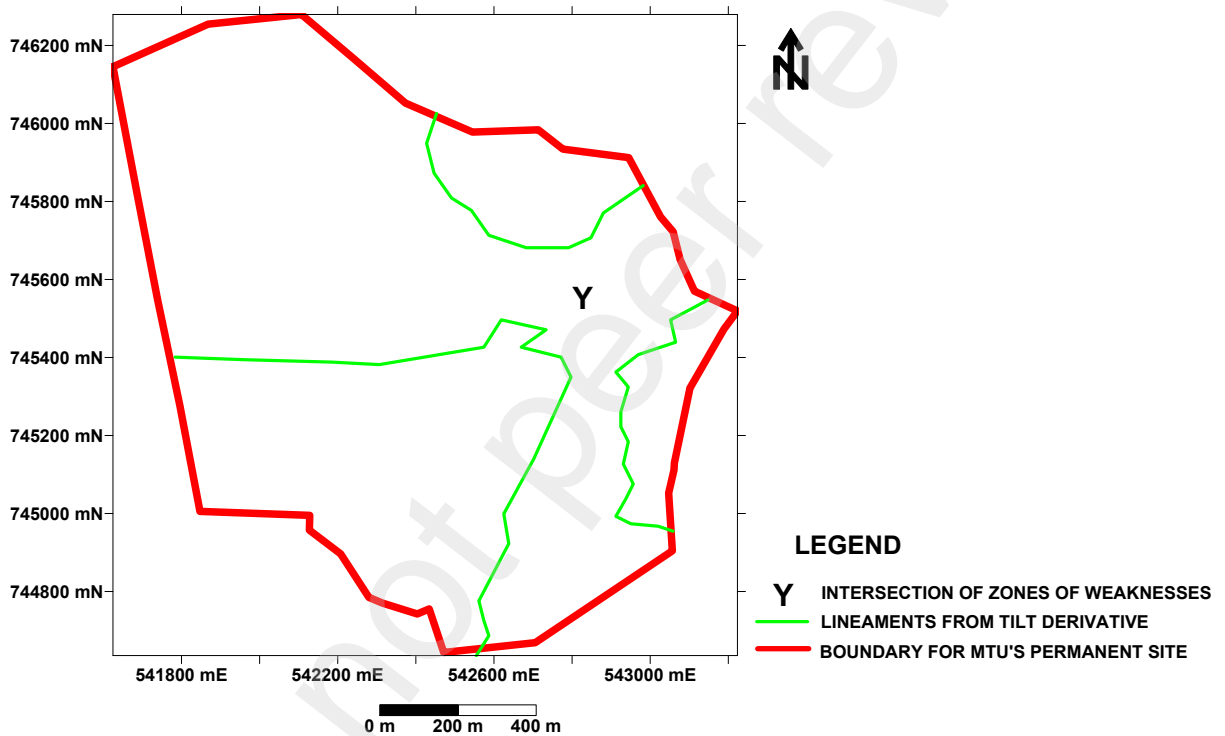 746200 mN
746000 mN
745800 mN
745600 mN
745400 mN
745200 mN
745000 mN
744800 mN
541800 mE
542200 mE
542600 mE
543000 mE
0 m
200 m
400 m
N
Y
LEGEND
Y INTERSECTION OF ZONES OF WEAKNESSES
LINEAMENTS FROM TILT DERIVATIVE
BOUNDARY FOR MTU'S PERMANENT SITE
not peer rev